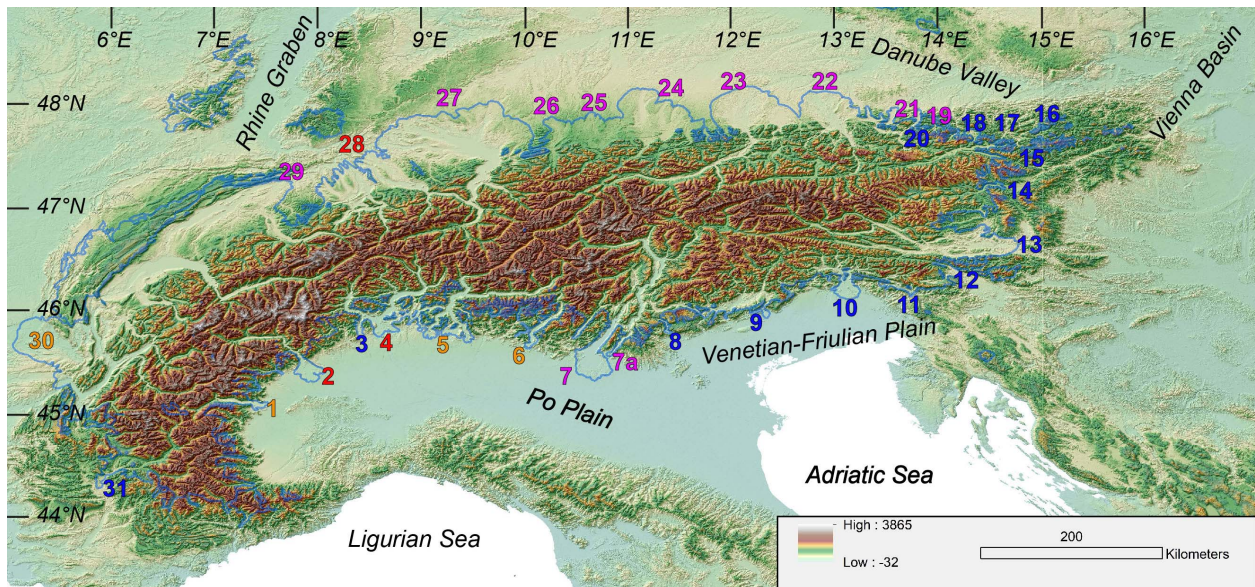 6°E 7°E 8°E 9°E 10°E 11°E 12°E 13°E 14°E 15°E 16°E
Rhine Graben
Danube Valley
Vienna Basin
48°N
27 26 25 24 23 22 21 19 18 17 16
28 20
29 15
47°N
14
13
12
46°N
30 3 4 5 6 7 7a 8 9 10 11
Venetian-Friulian Plain
2
1
45°N
Po Plain
31
44°N
Adriatic Sea
Ligurian Sea
High : 3865
Low : -32
200
Kilometers